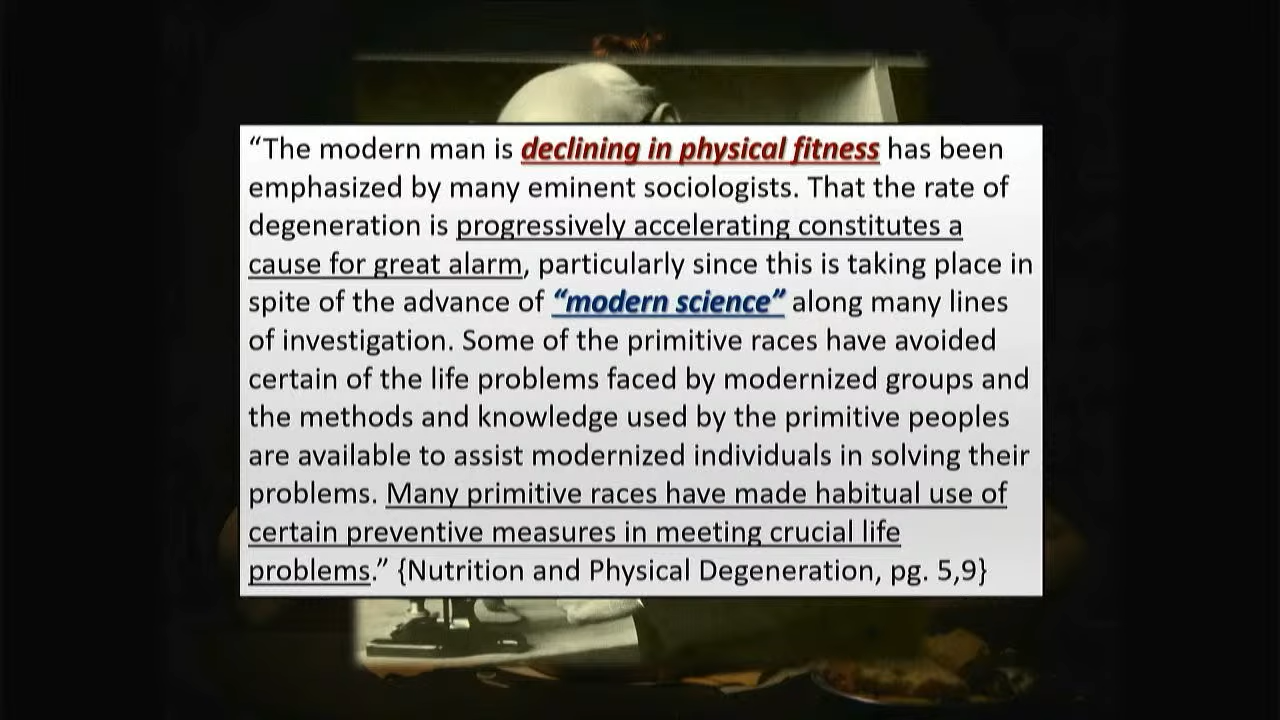 “The modern man is declining in physical fitness has been
emphasized by many eminent sociologists. That the rate of
degeneration is progressively accelerating constitutes a
cause for great alarm, particularly since this is taking place in
spite of the advance of “modern science” along many lines
of investigation. Some of the primitive races have avoided
certain of the life problems faced by modernized groups and
the methods and knowledge used by the primitive peoples
are available to assist modernized individuals in solving their
problems. Many primitive races have made habitual use of
certain preventive measures in meeting crucial life
problems.” {Nutrition and Physical Degeneration, pg. 5,9}